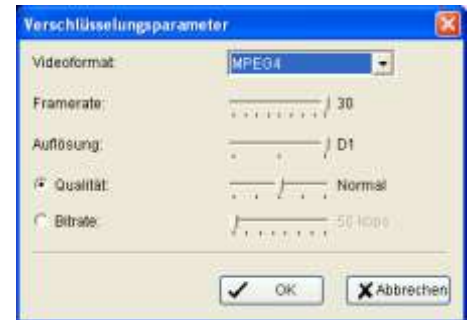 Verschlüsselungsparameter
Videoformat: MPEG4
Framerate: 30
Auflösung: D1
Qualität: Normal
Bitrate: 50 kbps
OK Abbrechen